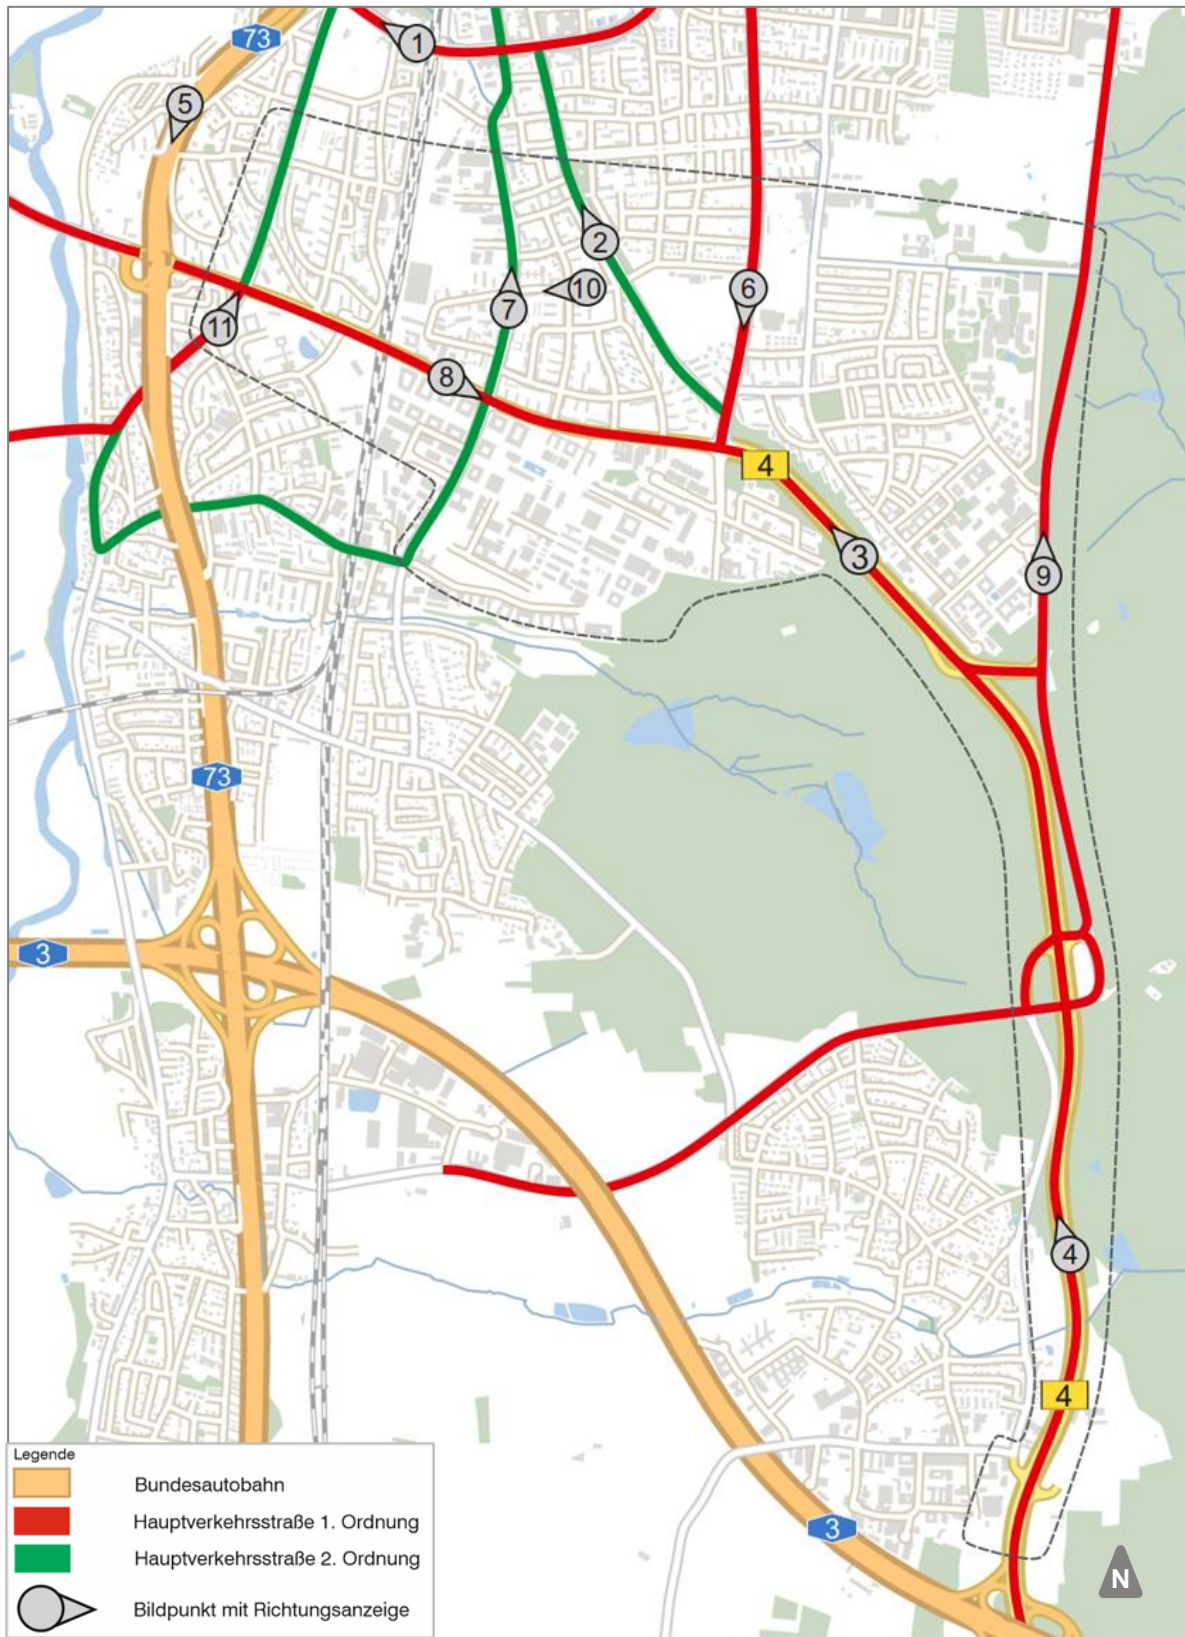 73
1
5
2
10
6
7
11
8
4
3
9
73
3
4
4
3
N
Legende
Bundesautobahn
Hauptverkehrsstraße 1. Ordnung
Hauptverkehrsstraße 2. Ordnung
Bildpunkt mit Richtungsanzeige